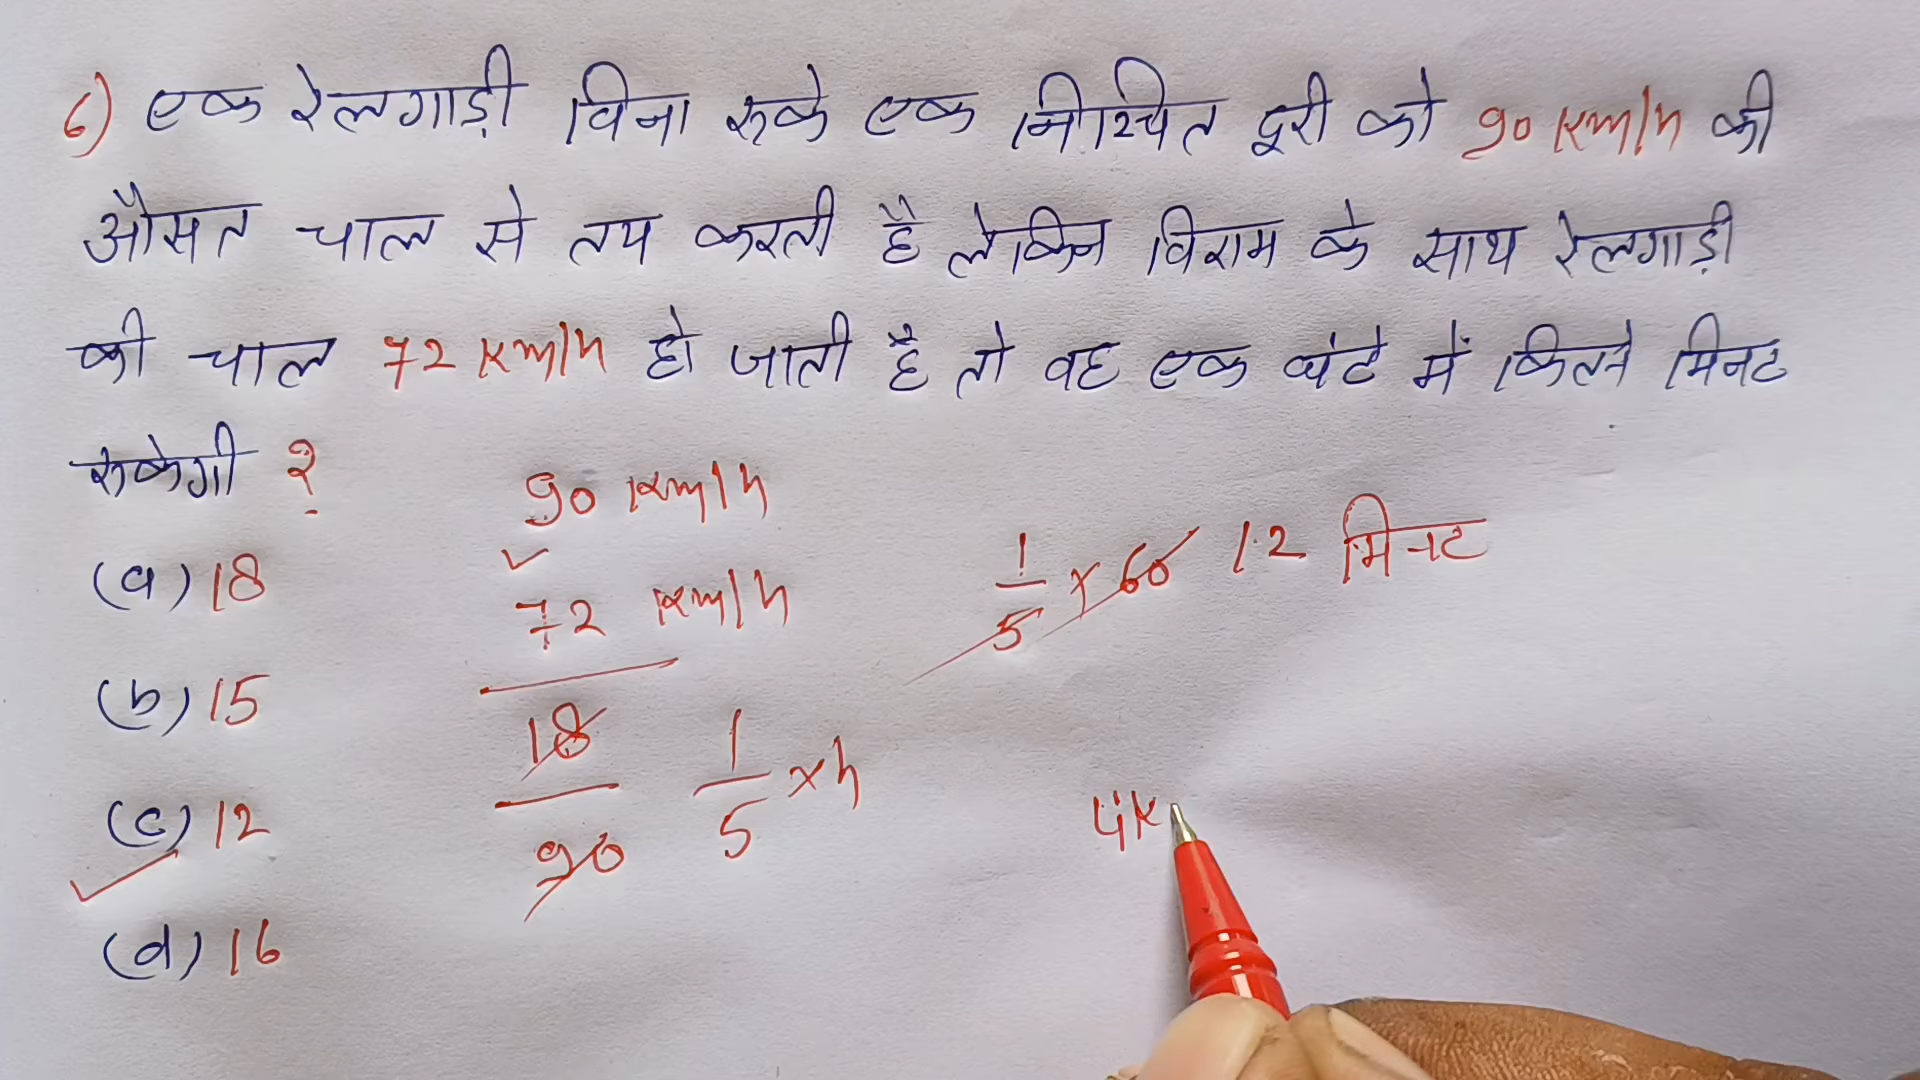 6) एक रेलगाड़ी बिना रुके एक निश्चित दूरी को 90 km/h की
औसत चाल से तय करती है लेकिन विराम के साथ रेलगाड़ी
की चाल 72 km/h हो जाती है तो वह एक घंटे में कितने मिनट
रुकेगी ?
(a) 18
(b) 15
(c) 12
(d) 16
90 km/h
72 km/h
18
90
1
5
x h
1
5
x 60
12 मिनट
Lik